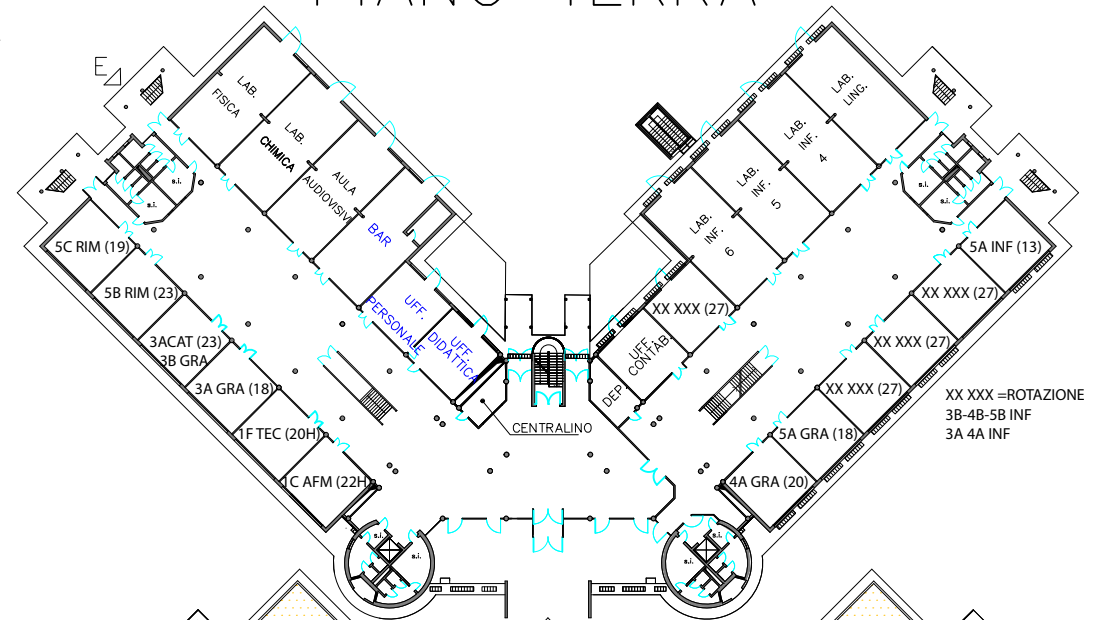 PIANO TERRA
E
LAB.
FISICA
LAB.
CHIMICA
AULA
AUDIOVISIVI
BAR
UFF.
PERSONALE
UFF.
DIDATTICA
CENTRALINO
s.i.
s.i.
5C RIM (19)
5B RIM (23)
3ACAT (23)
3B GRA
3A GRA (18)
1F TEC (20H)
1C AFM (22H)
s.i.
s.i.
LAB.
LING.
LAB.
INF.
4
LAB.
INF.
5
LAB.
INF.
6
XX XXX (27)
UFF.
CONTAB.
DEP.
s.i.
s.i.
5A INF (13)
XX XXX (27)
XX XXX (27)
XX XXX (27)
5A GRA (18)
4A GRA (20)
s.i.
s.i.
XX XXX =ROTAZIONE
3B-4B-5B INF
3A 4A INF